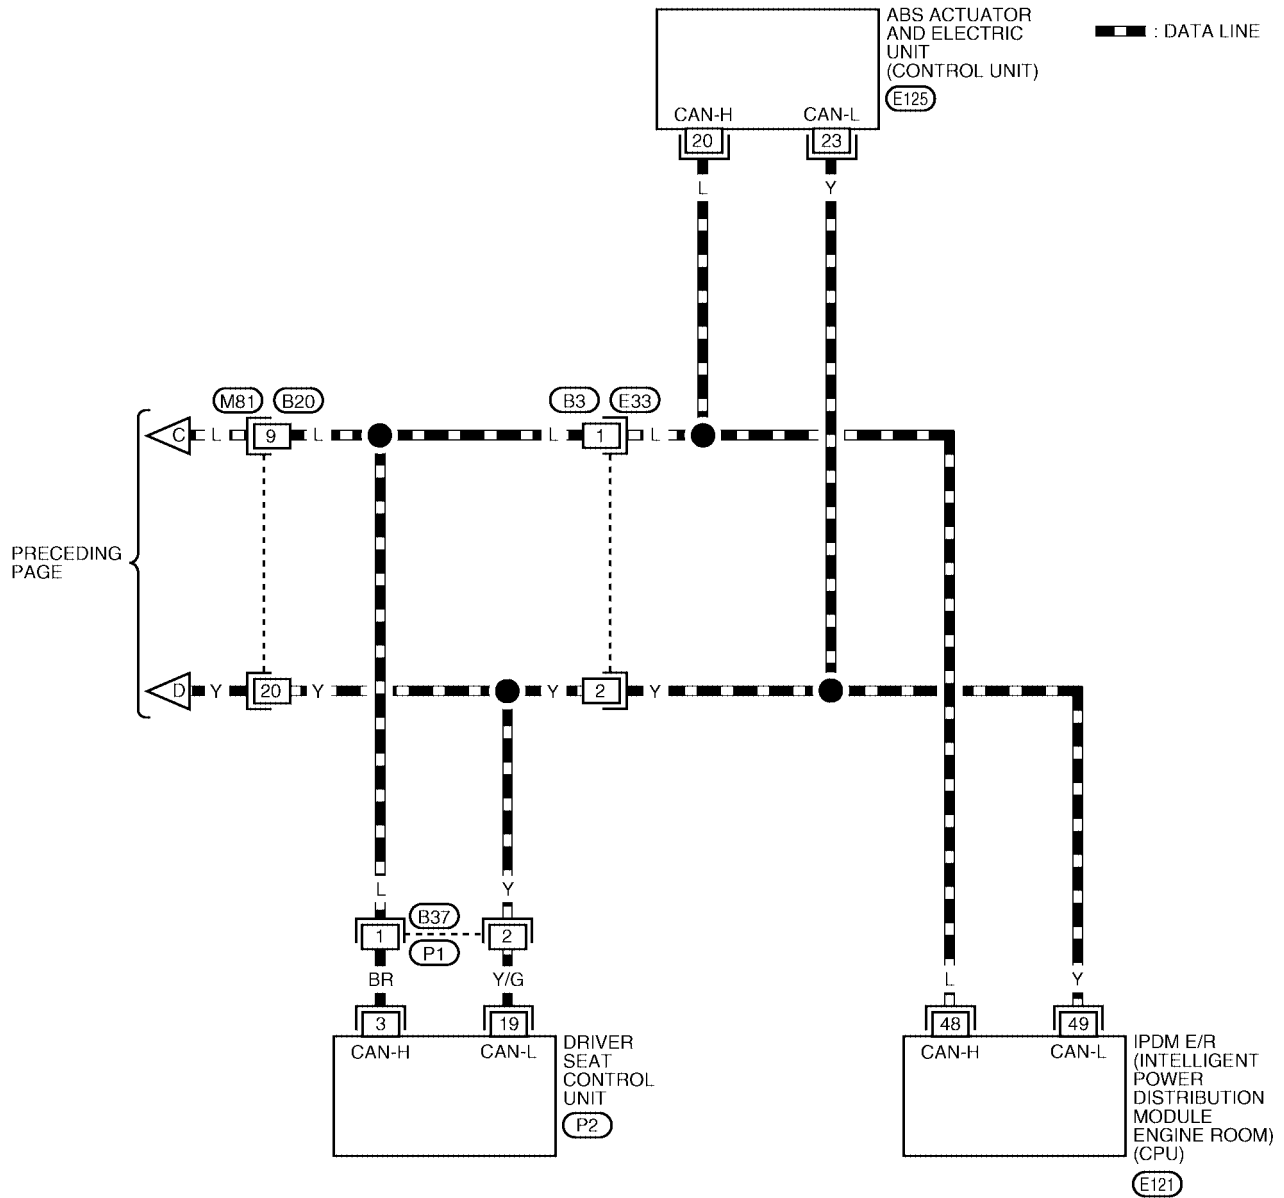 ABS ACTUATOR
AND ELECTRIC
UNIT
(CONTROL UNIT)
E125
: DATA LINE
CAN-H
CAN-L
20
23
L
Y
M81
B20
B3
E33
C
L
9
L
L
1
L
PRECEDING
PAGE
D
Y
20
Y
Y
2
Y
L
Y
1
B37
2
P1
BR
Y/G
L
Y
3
19
48
49
CAN-H
CAN-L
DRIVER
SEAT
CONTROL
UNIT
P2
CAN-H
CAN-L
IPDM E/R
(INTELLIGENT
POWER
DISTRIBUTION
MODULE
ENGINE ROOM)
(CPU)
E121